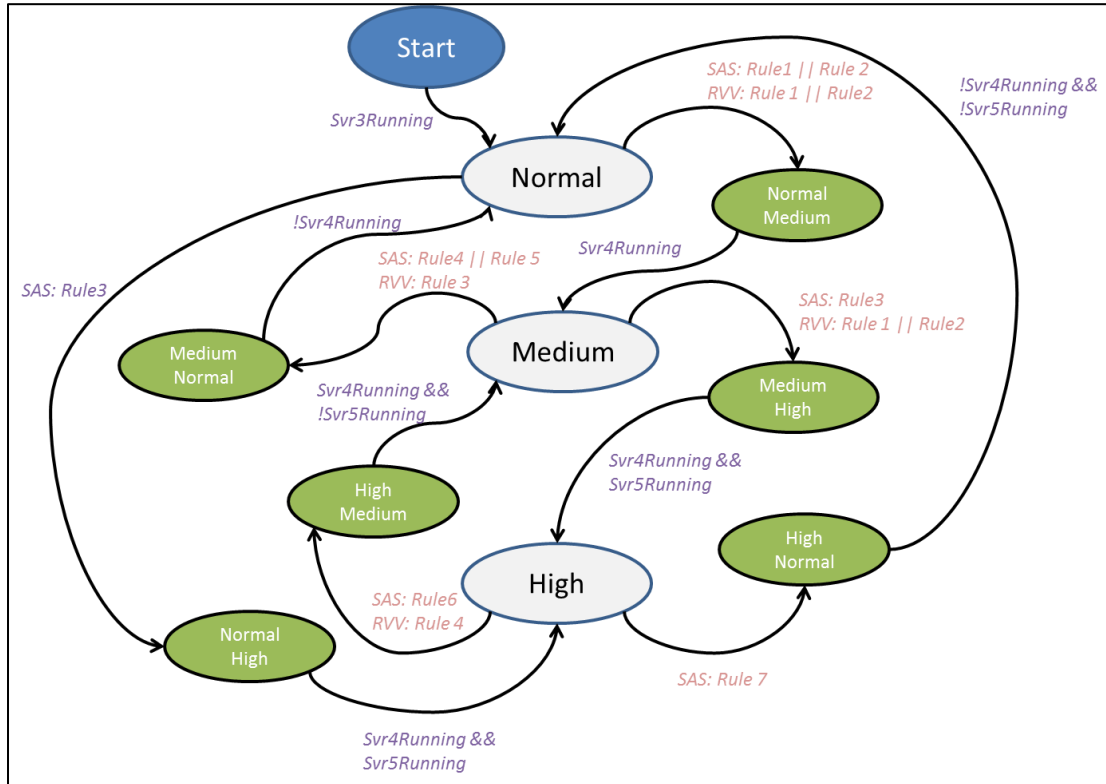 Start
SAS: Rule1 || Rule 2
RVV: Rule 1 || Rule2
!Svr4Running &&
!Svr5Running
Svr3Running
Normal
Normal
Medium
!Svr4Running
Svr4Running
SAS: Rule4 || Rule 5
RVV: Rule 3
SAS: Rule3
SAS: Rule3
RVV: Rule 1 || Rule2
Medium
Normal
Medium
Svr4Running &&
!Svr5Running
Medium
High
Svr4Running &&
Svr5Running
High
Medium
High
Normal
High
SAS: Rule6
RVV: Rule 4
Normal
High
SAS: Rule 7
Svr4Running &&
Svr5Running